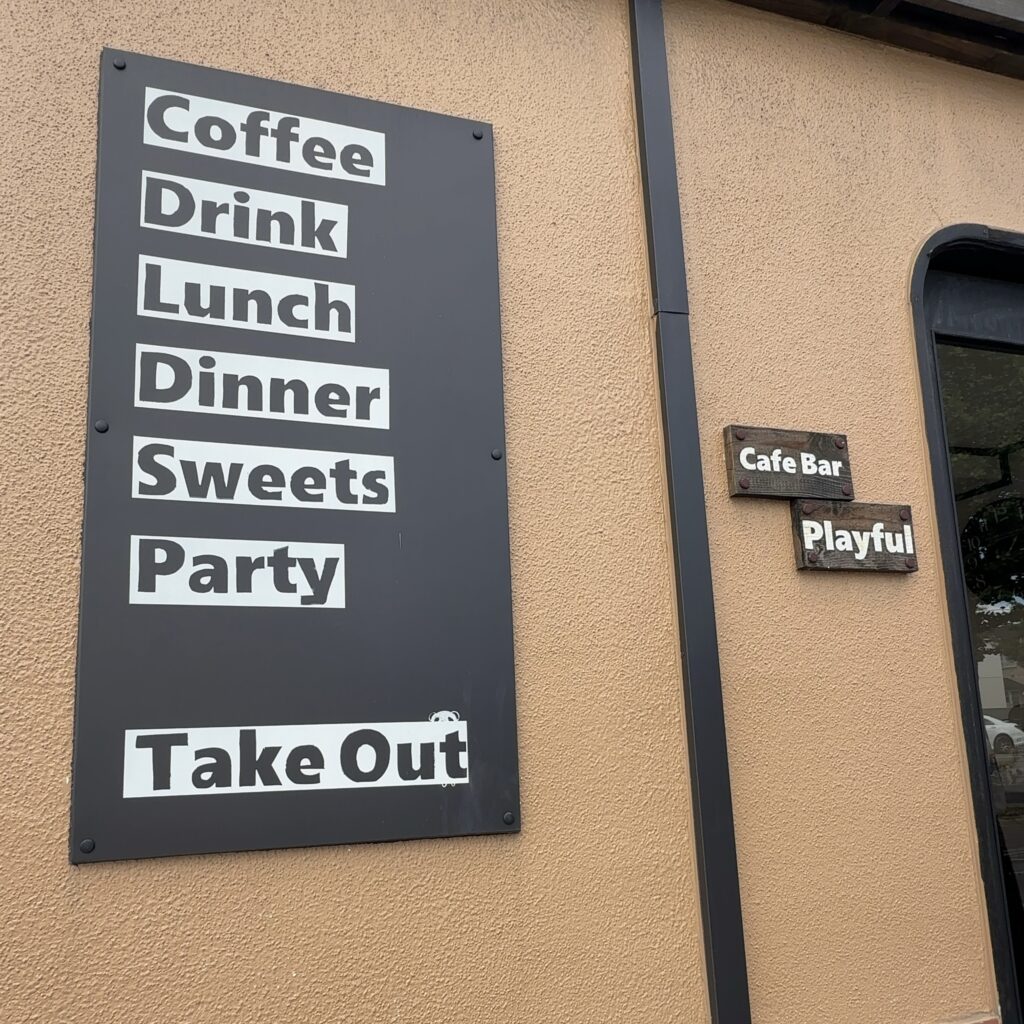 Coffee
Drink
Lunch
Dinner
Sweets
Party
Take Out
Cafe Bar
Playful